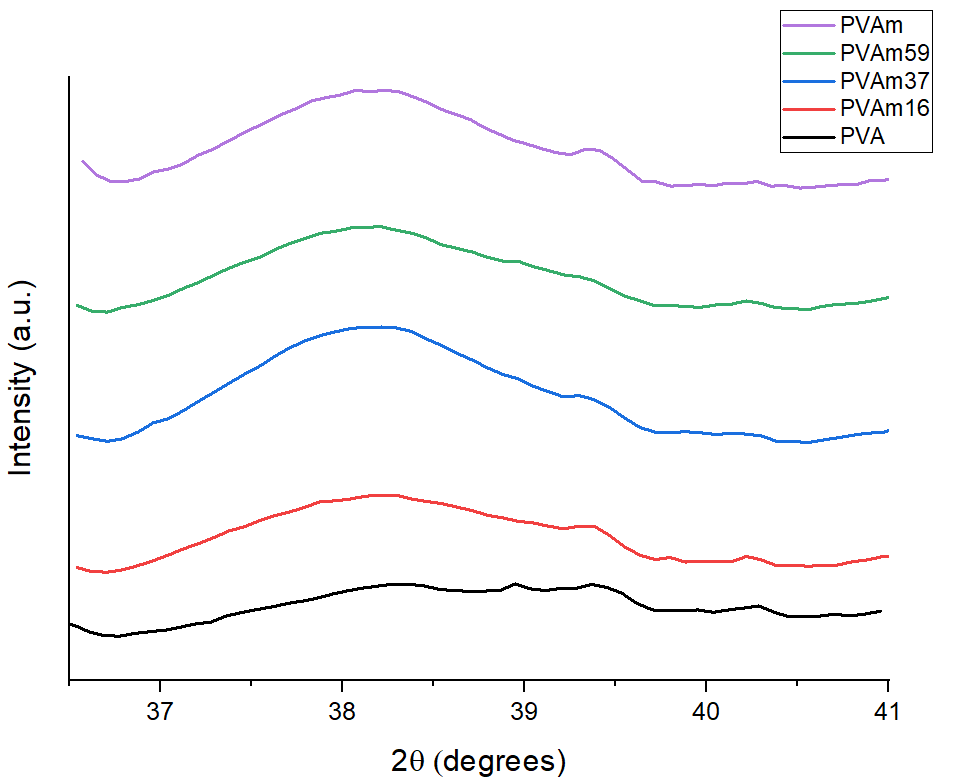 PVAm
PVAm59
PVAm37
PVAm16
PVA
Intensity (a.u.)
37 38 39 40 41
2θ (degrees)